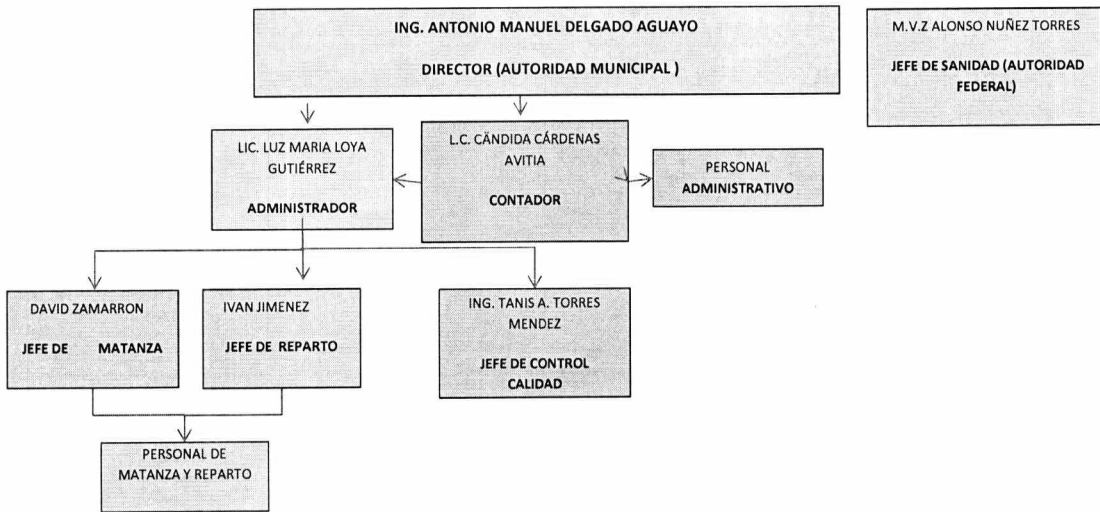 ING. ANTONIO MANUEL DELGADO AGUAYO
DIRECTOR (AUTORIDAD MUNICIPAL )
M.V.Z ALONSO NUÑEZ TORRES
JEFE DE SANIDAD (AUTORIDAD
FEDERAL)
LIC. LUZ MARIA LOYA
GUTIÉRREZ
ADMINISTRADOR
L.C. CÄNDIDA CÁRDENAS
AVITIA
CONTADOR
PERSONAL
ADMINISTRATIVO
DAVID ZAMARRON
JEFE DE MATANZA
IVAN JIMENEZ
JEFE DE REPARTO
ING. TANIS A. TORRES
MENDEZ
JEFE DE CONTROL
CALIDAD
PERSONAL DE
MATANZA Y REPARTO